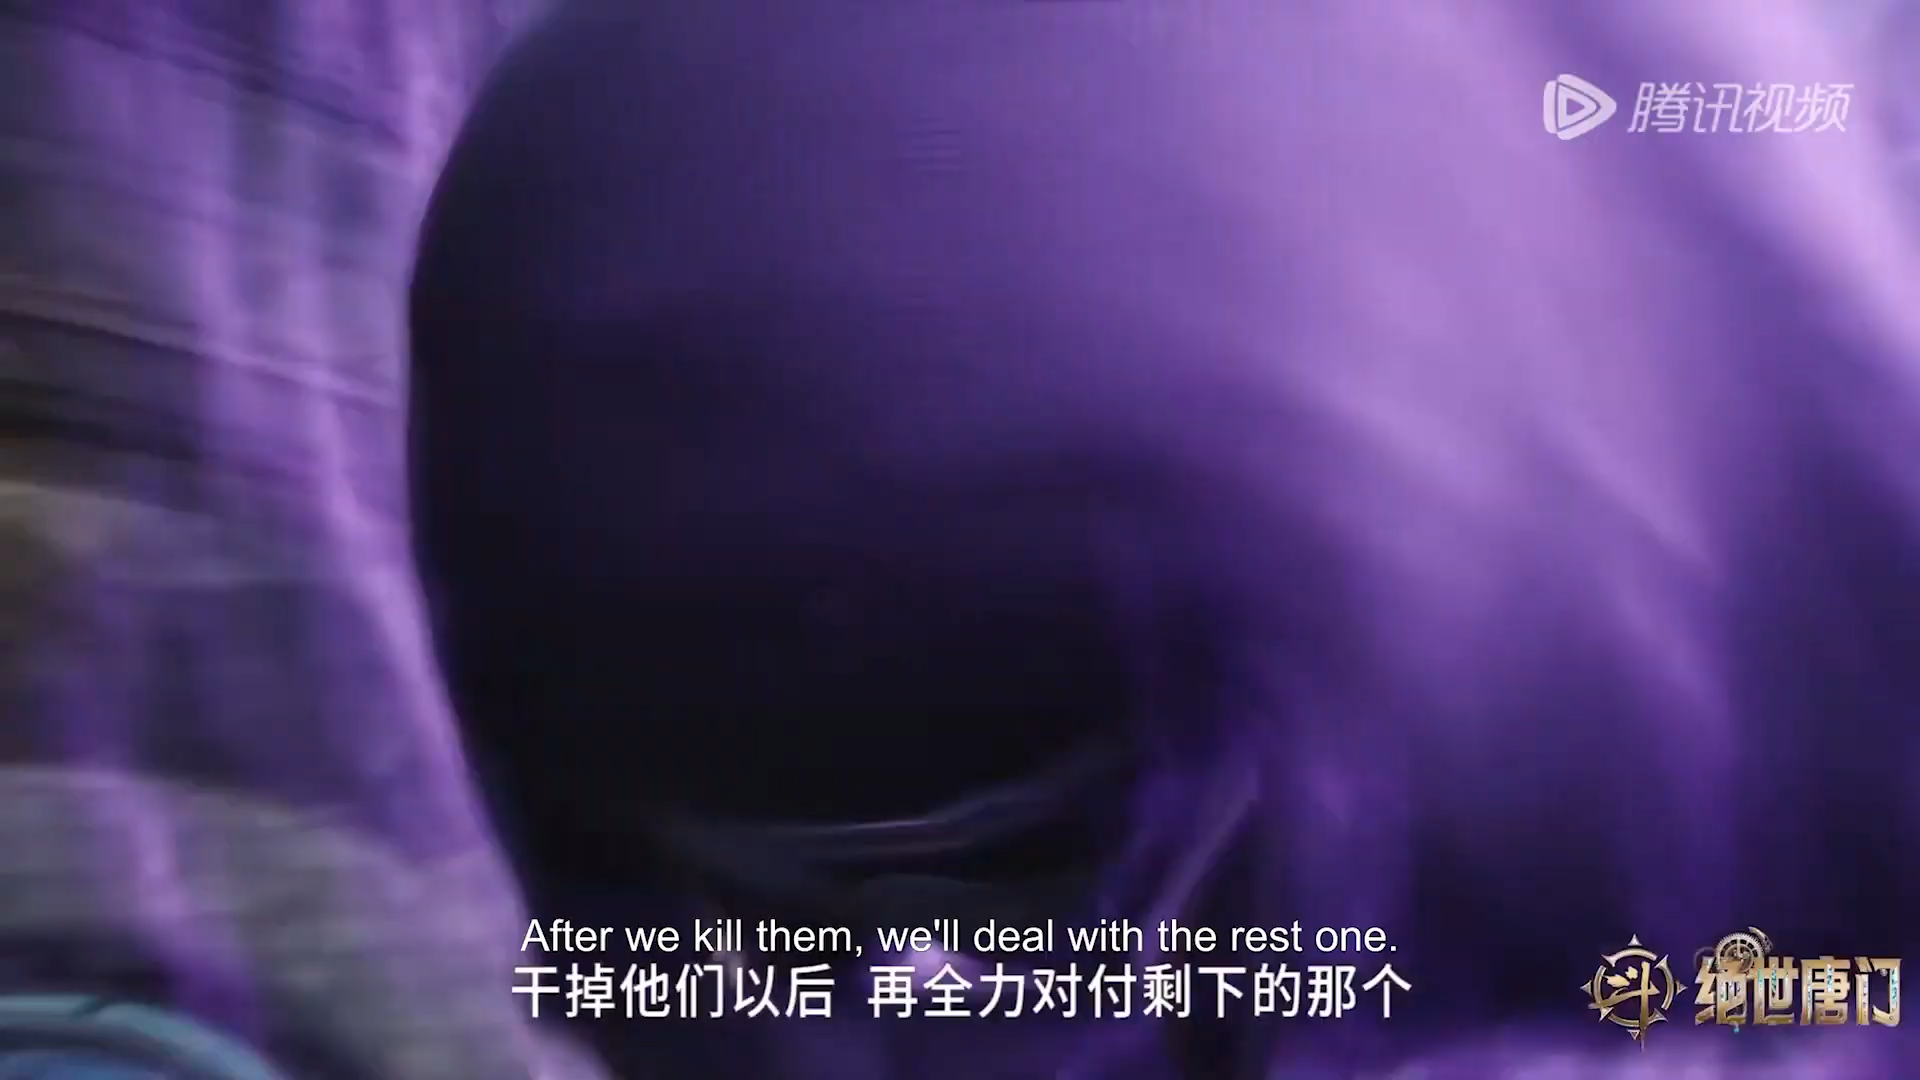 腾讯视频
After we kill them, we'll deal with the rest one.
干掉他们以后 再全力对付剩下的那个
斗 绝世唐门